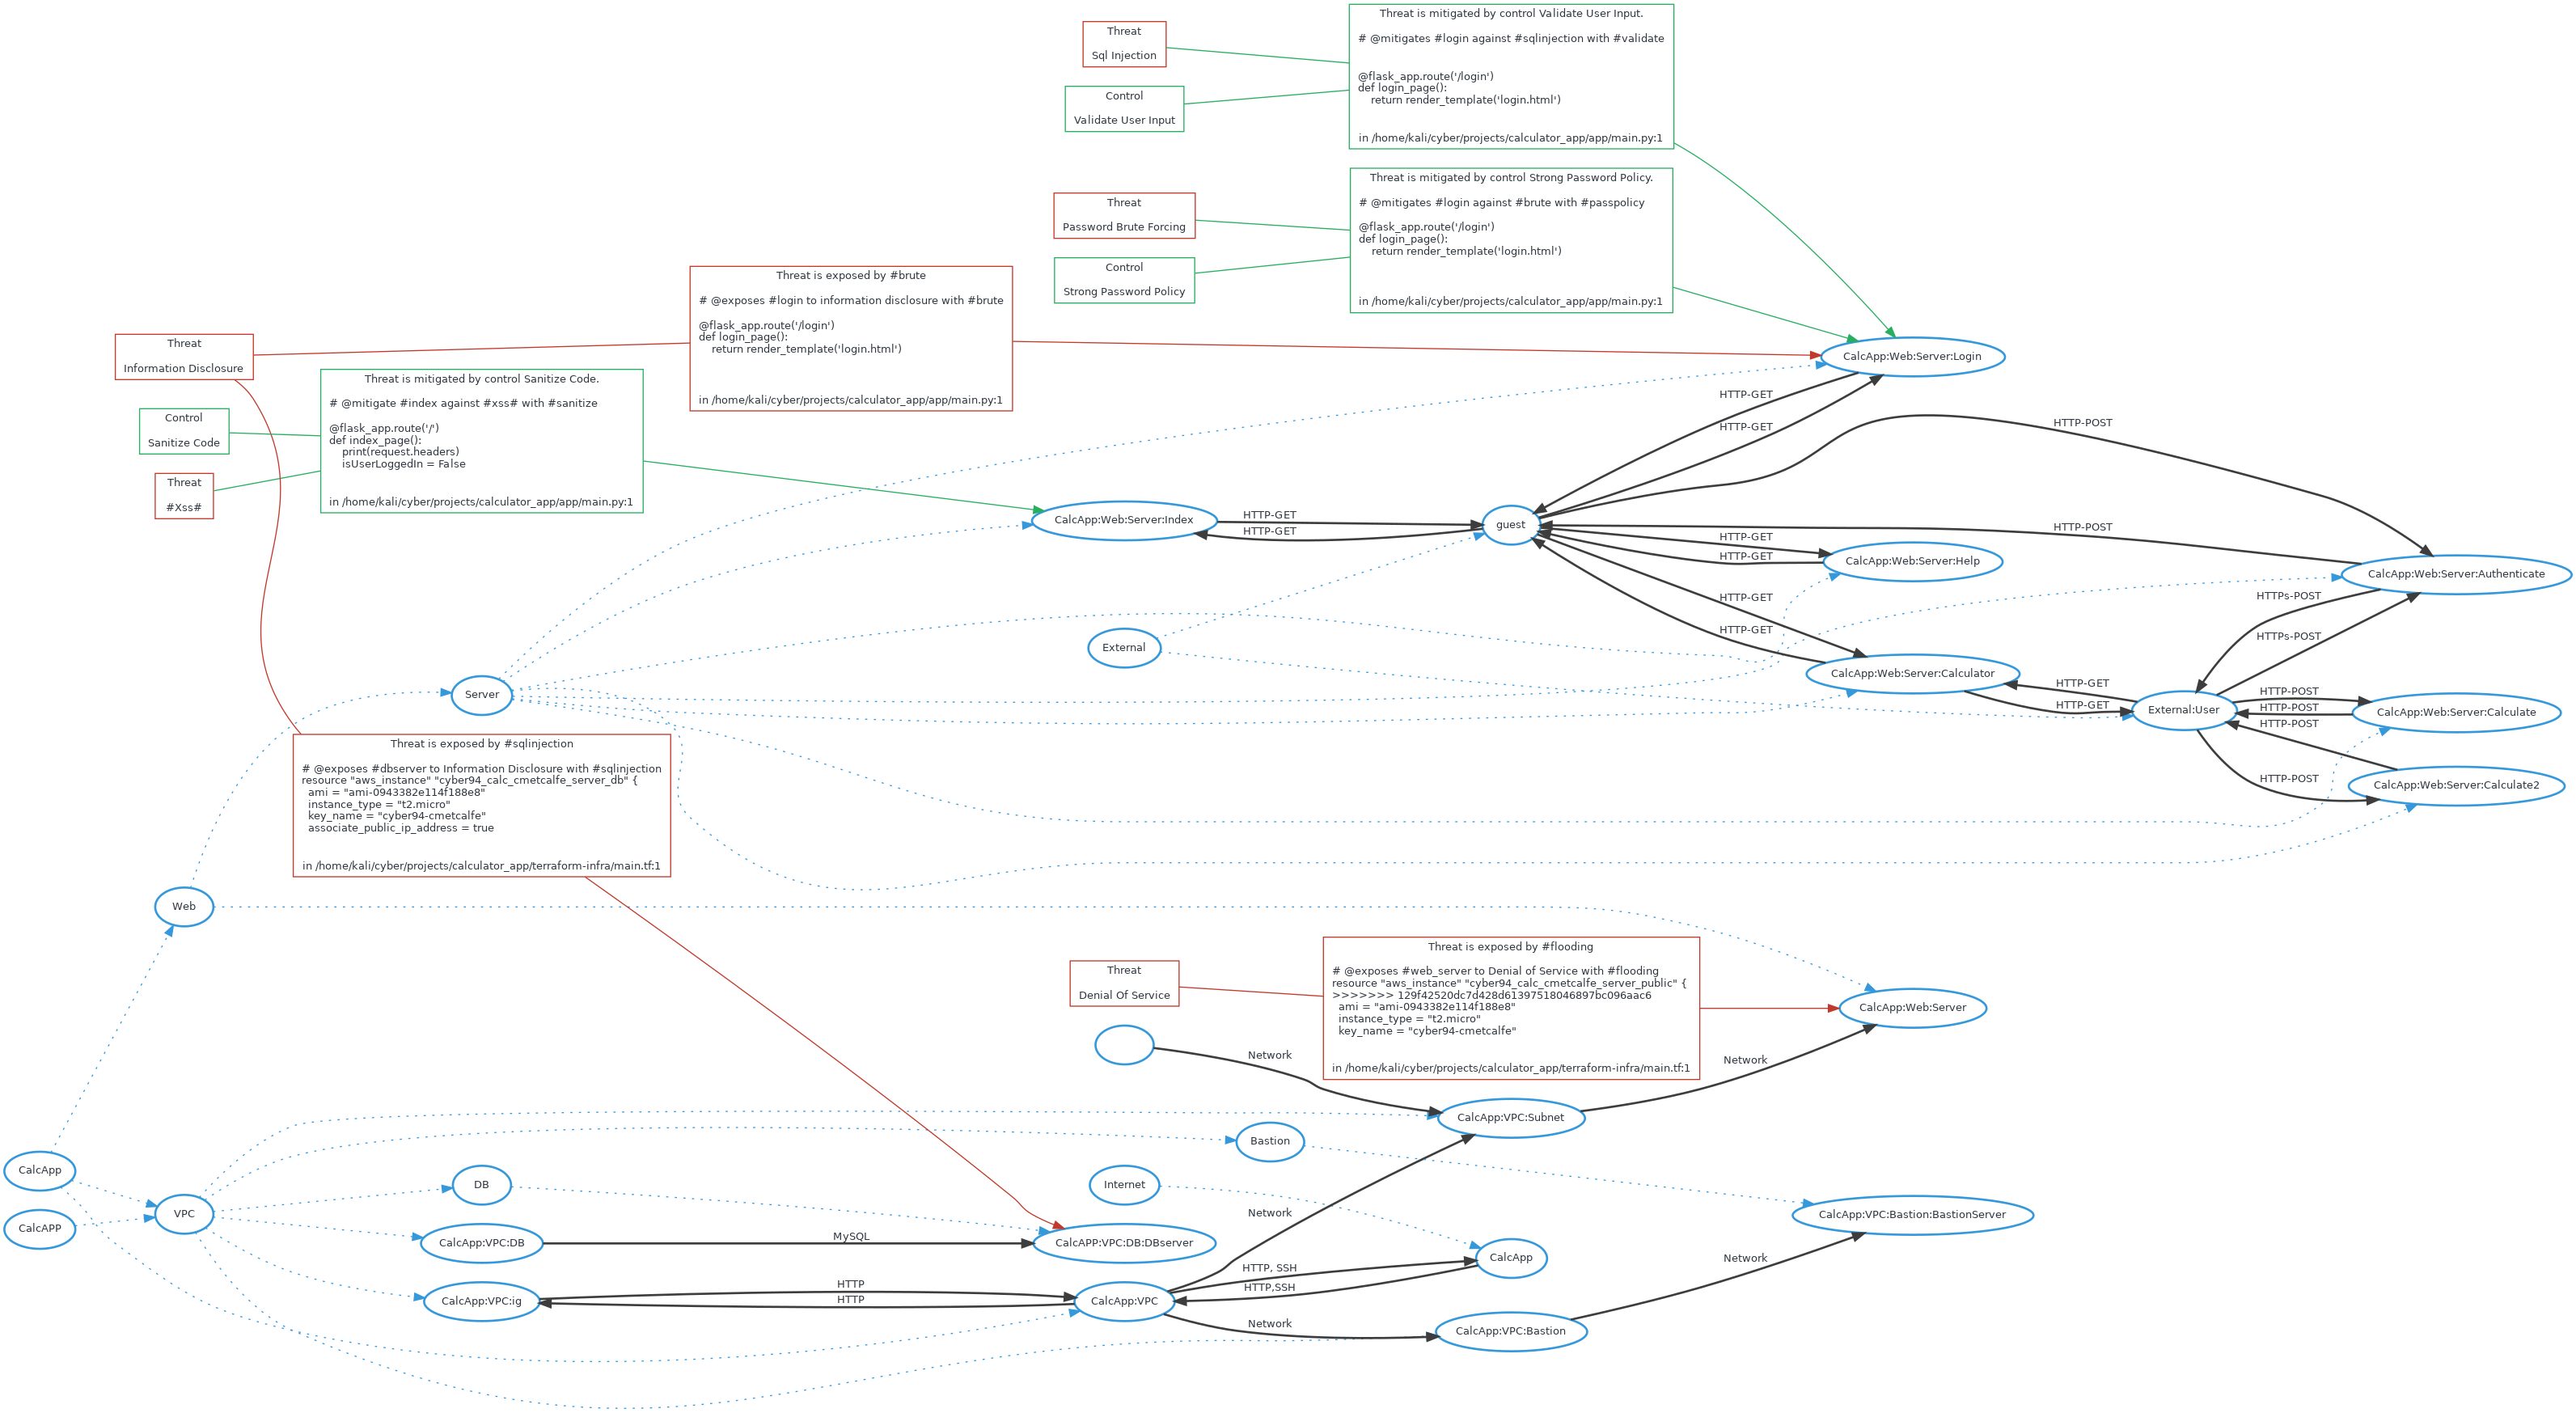 Threat
Sql Injection
Control
Validate User Input
Threat is mitigated by control Validate User Input.
# @mitigates #login against #sqlinjection with #validate
@flask_app.route('/login')
def login_page():
    return render_template('login.html')
in /home/kali/cyber/projects/calculator_app/app/main.py:1
Threat
Password Brute Forcing
Control
Strong Password Policy
Threat is mitigated by control Strong Password Policy.
# @mitigates #login against #brute with #passpolicy
@flask_app.route('/login')
def login_page():
    return render_template('login.html')
in /home/kali/cyber/projects/calculator_app/app/main.py:1
Threat is exposed by #brute
# @exposes #login to information disclosure with #brute
@flask_app.route('/login')
def login_page():
    return render_template('login.html')
in /home/kali/cyber/projects/calculator_app/app/main.py:1
Threat
Information Disclosure
Control
Sanitize Code
Threat
#Xss#
Threat is mitigated by control Sanitize Code.
# @mitigate #index against #xss# with #sanitize
@flask_app.route('/')
def index_page():
    print(request.headers)
    isUserLoggedIn = False
in /home/kali/cyber/projects/calculator_app/app/main.py:1
CalcApp:Web:Server:Login
HTTP-GET
HTTP-GET
HTTP-POST
CalcApp:Web:Server:Index
HTTP-GET
HTTP-GET
guest
HTTP-POST
HTTP-GET
HTTP-GET
CalcApp:Web:Server:Help
CalcApp:Web:Server:Authenticate
HTTP-GET
HTTP-GET
HTTPs-POST
HTTPs-POST
External
CalcApp:Web:Server:Calculator
Server
HTTP-GET
HTTP-GET
External:User
HTTP-POST
HTTP-POST
HTTP-POST
CalcApp:Web:Server:Calculate
HTTP-POST
CalcApp:Web:Server:Calculate2
Threat is exposed by #sqlinjection
# @exposes #dbserver to Information Disclosure with #sqlinjection
resource "aws_instance" "cyber94_calc_cmetcalfe_server_db" {
  ami = "ami-0943382e114f188e8"
  instance_type = "t2.micro"
  key_name = "cyber94-cmetcalfe"
  associate_public_ip_address = true
in /home/kali/cyber/projects/calculator_app/terraform-infra/main.tf:1
Web
Threat
Denial Of Service
Threat is exposed by #flooding
# @exposes #web_server to Denial of Service with #flooding
resource "aws_instance" "cyber94_calc_cmetcalfe_server_public" {
>>>>>>> 129f42520dc7d428d61397518046897bc096aac6
  ami = "ami-0943382e114f188e8"
  instance_type = "t2.micro"
  key_name = "cyber94-cmetcalfe"
in /home/kali/cyber/projects/calculator_app/terraform-infra/main.tf:1
CalcApp:Web:Server
Network
Network
CalcApp:VPC:Subnet
Bastion
CalcApp
CalcAPP
VPC
DB
Internet
CalcApp:VPC:Bastion:BastionServer
Network
CalcApp:VPC:DB
MySQL
CalcAPP:VPC:DB:DBserver
CalcApp
HTTP, SSH
HTTP,SSH
Network
CalcApp:VPC:ig
HTTP
HTTP
CalcApp:VPC
Network
CalcApp:VPC:Bastion